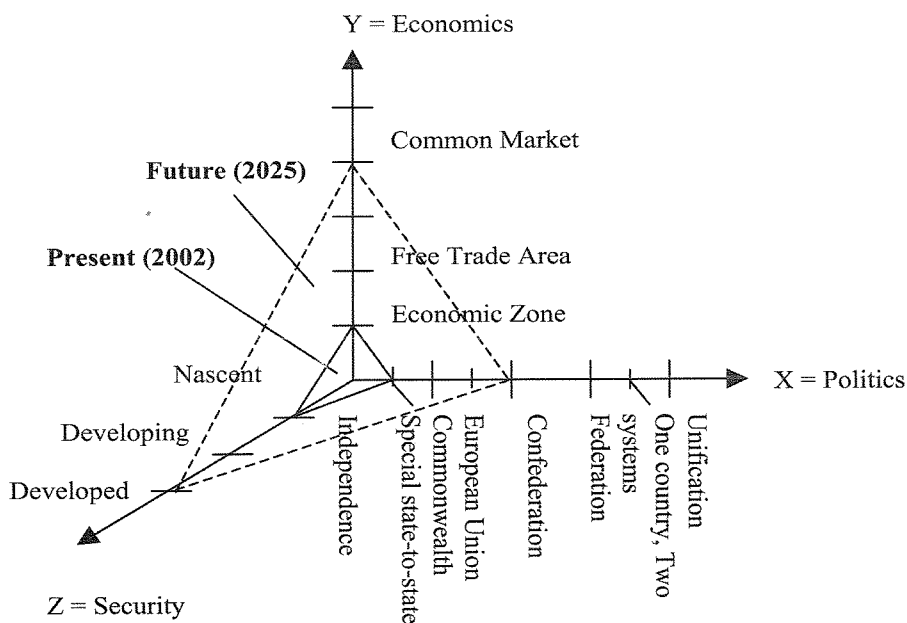 Y = Economics
Common Market
Future (2025)
Present (2002)
Free Trade Area
Economic Zone
Nascent
X = Politics
Developing
Developed
Z = Security
Independence
Special state-to-state
Commonwealth
European Union
Confederation
Federation
systems
One country, Two
Unification